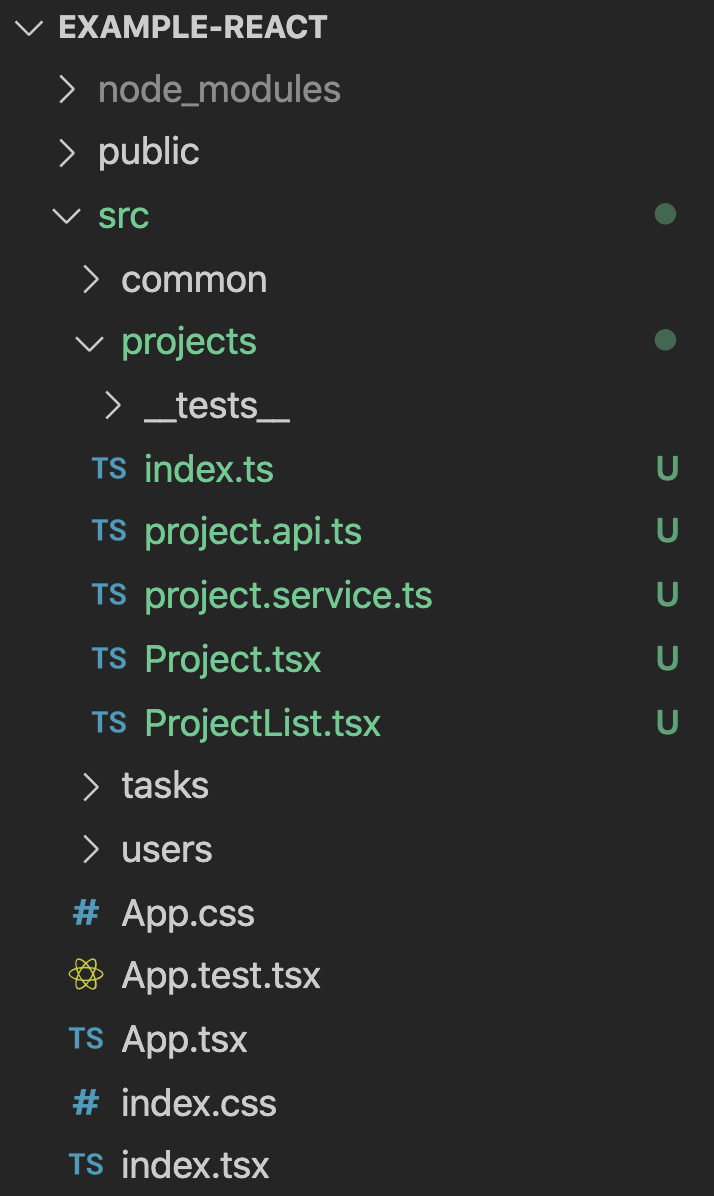 EXAMPLE-REACT
node_modules
public
src
common
projects
__tests__
TS index.ts U
TS project.api.ts U
TS project.service.ts U
TS Project.tsx U
TS ProjectList.tsx U
tasks
users
# App.css
App.test.tsx
TS App.tsx
# index.css
TS index.tsx